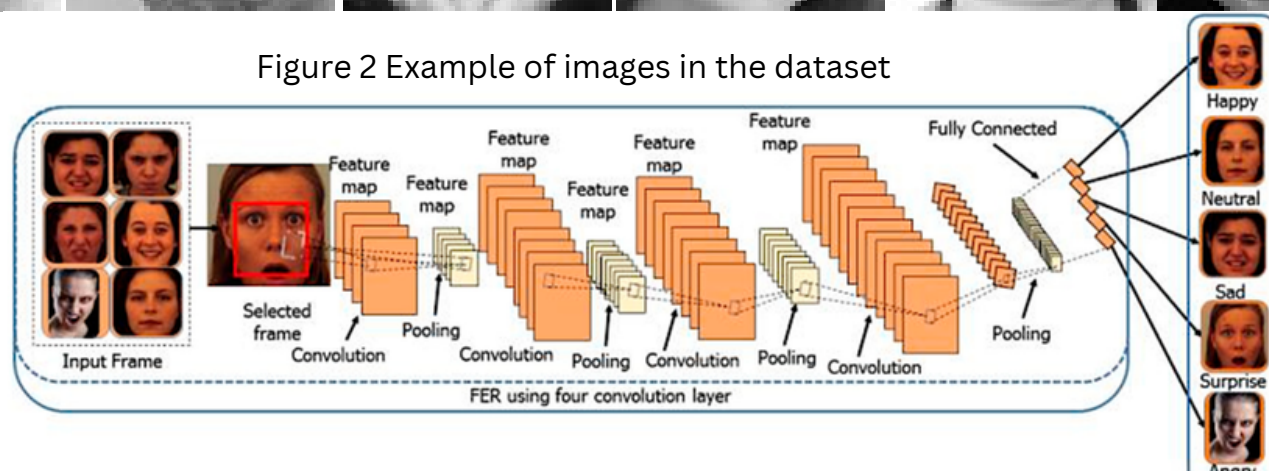 Figure 2 Example of images in the dataset
Feature
map
Feature
map
Feature
map
Feature
map
Feature
map
Feature
map
Fully Connected
Input Frame
Selected
frame
Convolution
Pooling
Convolution
Pooling
Convolution
Pooling
Convolution
Pooling
FER using four convolution layer
Happy
Neutral
Sad
Surprise
Angry